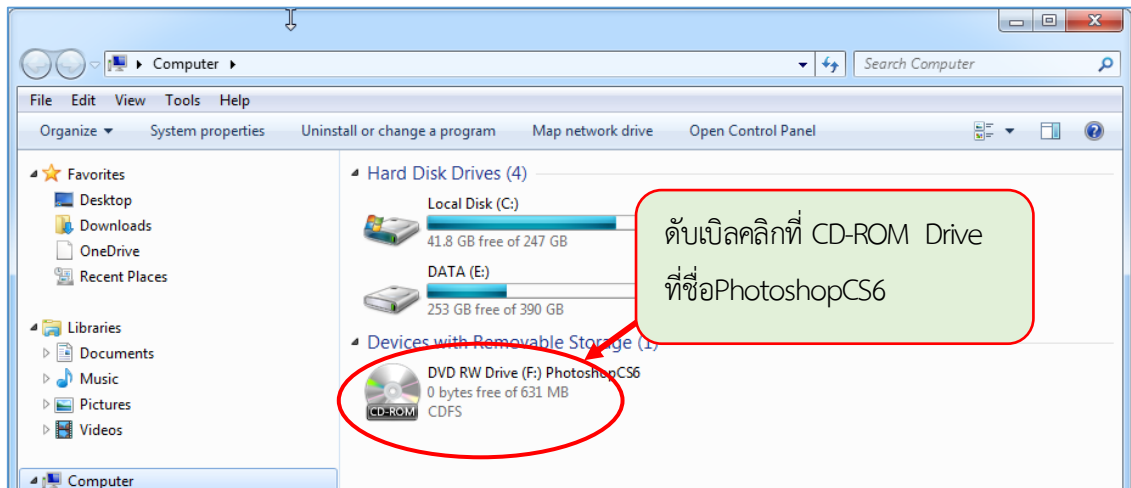 Computer
Search Computer
File Edit View Tools Help
Organize System properties Uninstall or change a program Map network drive Open Control Panel
Favorites
Desktop
Downloads
OneDrive
Recent Places
Libraries
Documents
Music
Pictures
Videos
Computer
Hard Disk Drives (4)
Local Disk (C:)
41.8 GB free of 247 GB
DATA (E:)
253 GB free of 390 GB
Devices with Removable Storage (1)
DVD RW Drive (F:) PhotoshopCS6
0 bytes free of 631 MB
CD-ROM CDFS
ดับเบิลคลิกที่ CD-ROM Drive
ที่ชื่อPhotoshopCS6